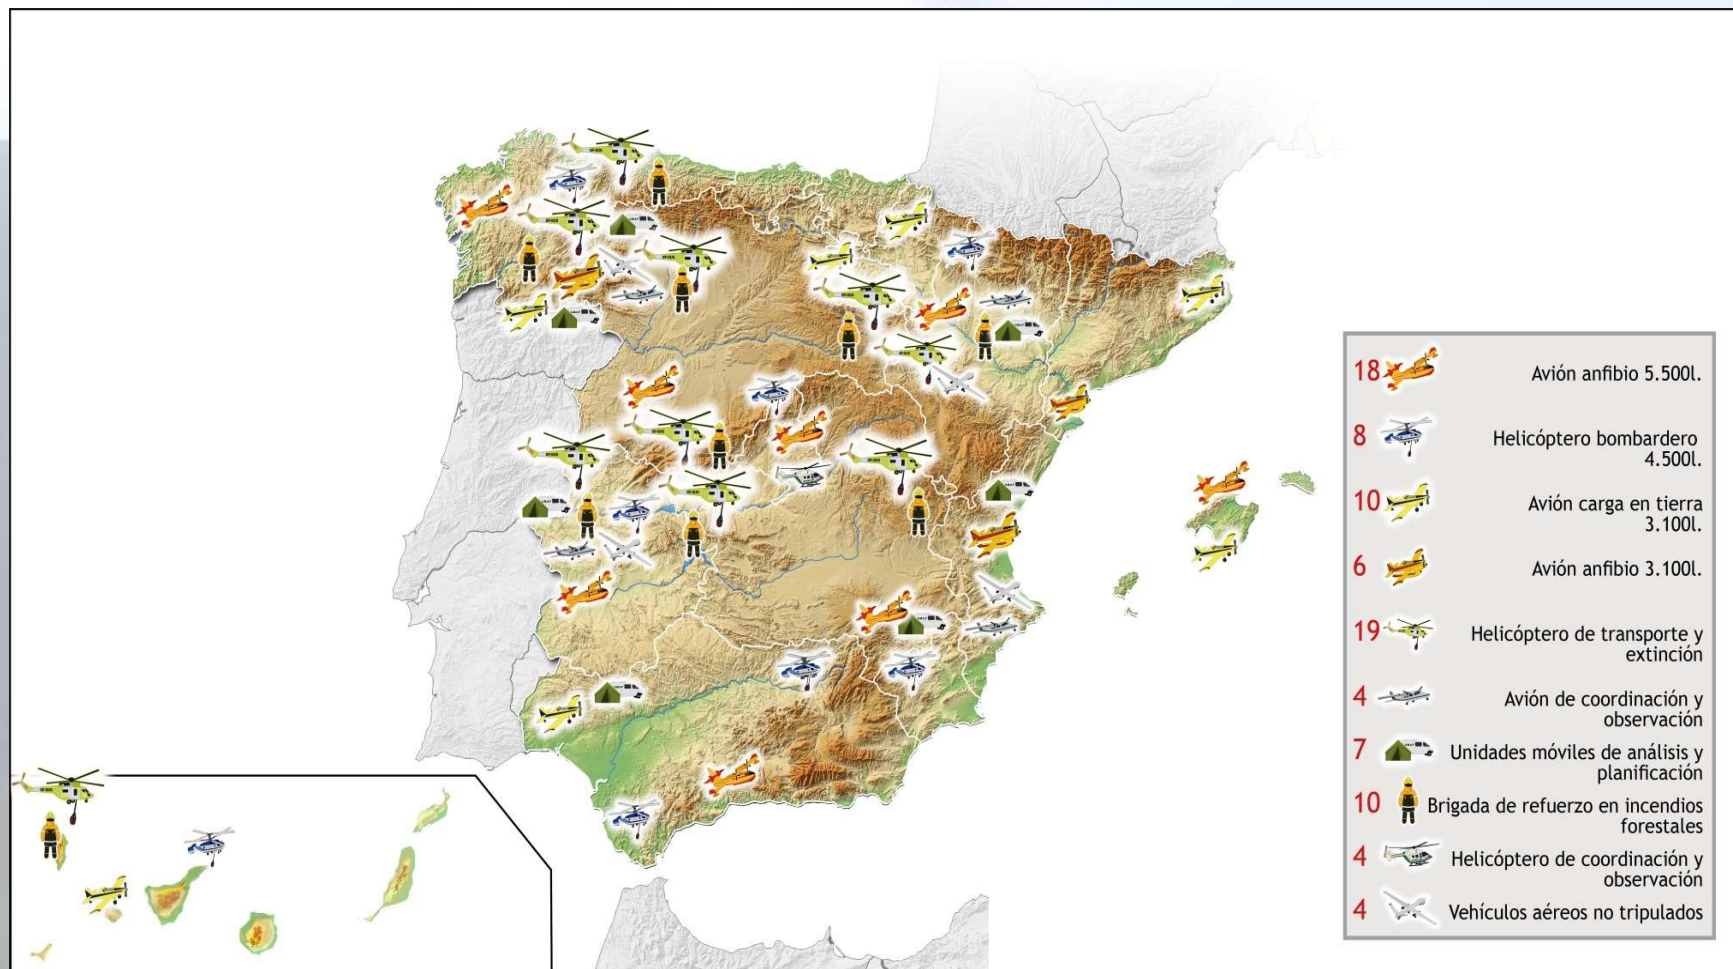 18 Avión anfibio 5.500l.
8 Helicóptero bombardero
4.500l.
10 Avión carga en tierra
3.100l.
6 Avión anfibio 3.100l.
19 Helicóptero de transporte y
extinción
4 Avión de coordinación y
observación
7 Unidades móviles de análisis y
planificación
10 Brigada de refuerzo en incendios
forestales
4 Helicóptero de coordinación y
observación
4 Vehículos aéreos no tripulados